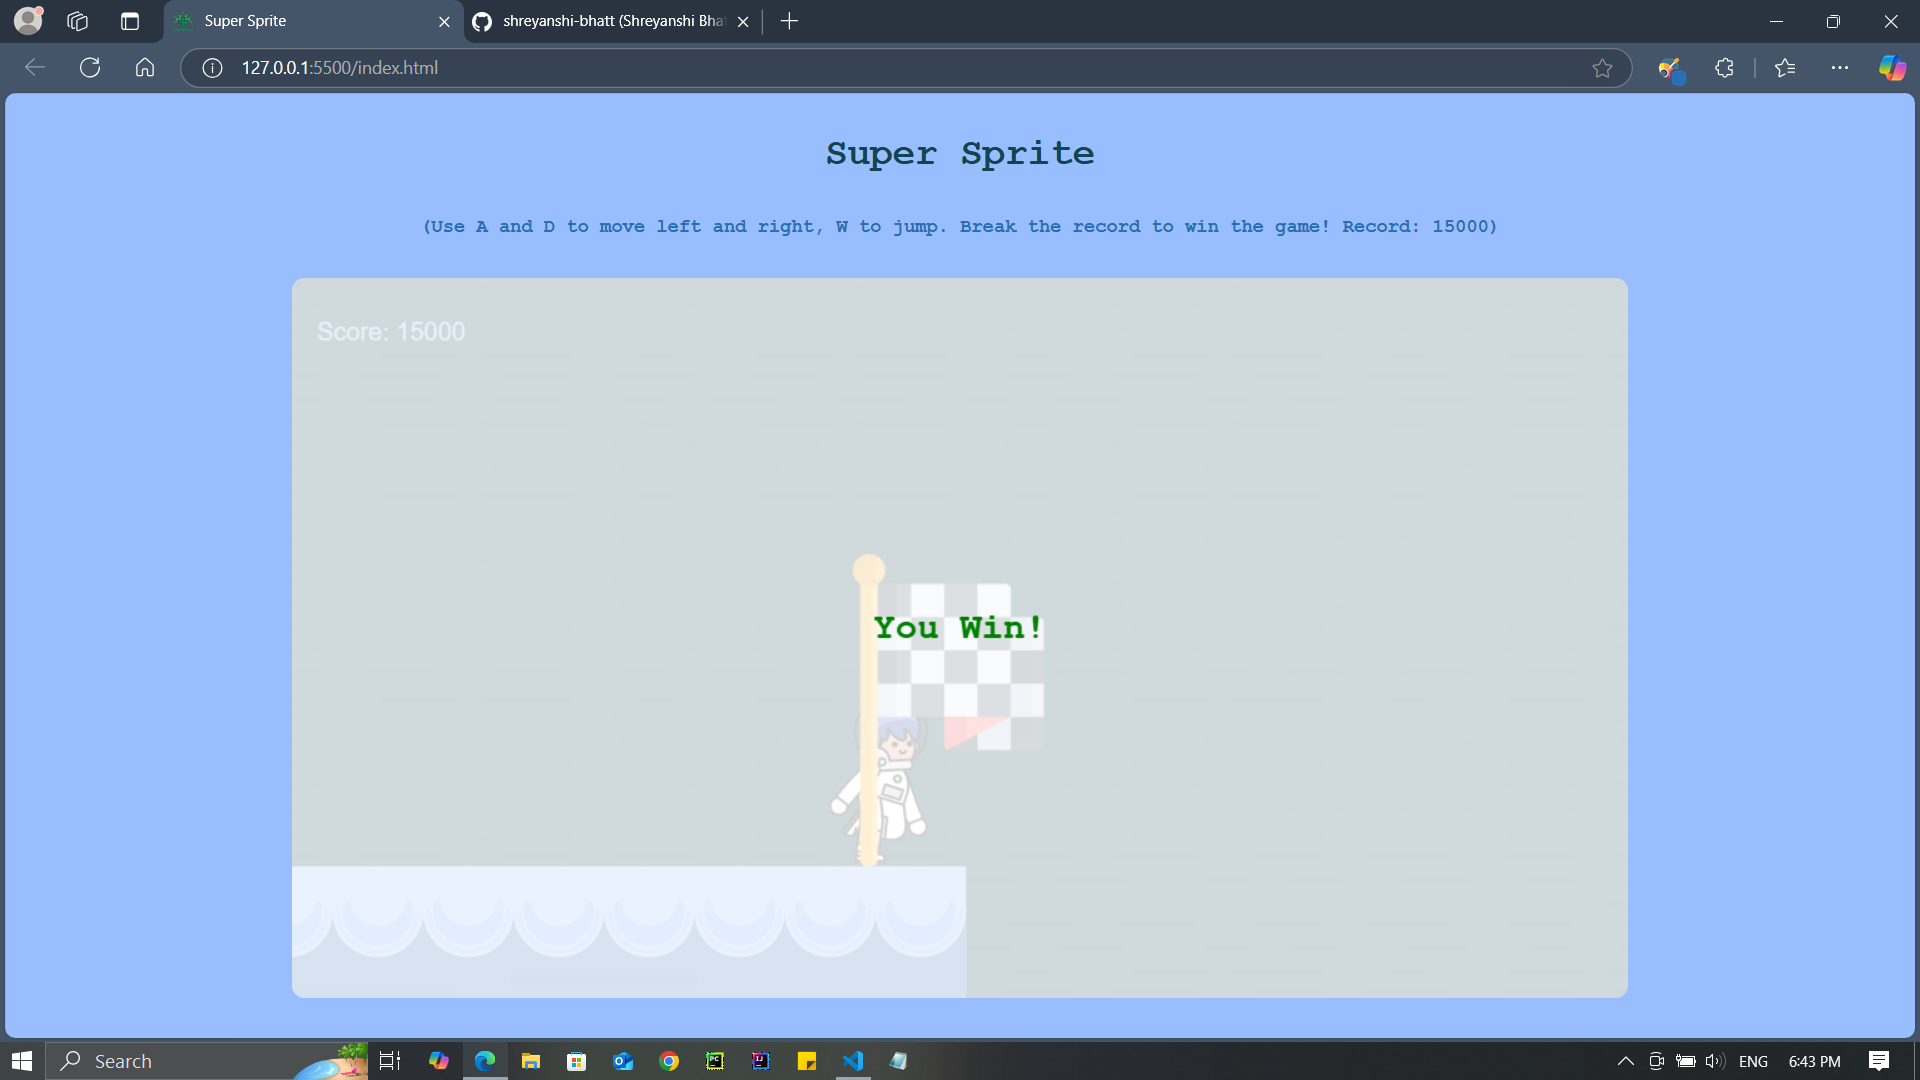 Super Sprite
shreyanshi-bhatt (Shreyanshi Bha
127.0.0.1:5500/index.html
Super Sprite
(Use A and D to move left and right, W to jump. Break the record to win the game! Record: 15000)
Score: 15000
You Win!
Search
ENG
6:43 PM